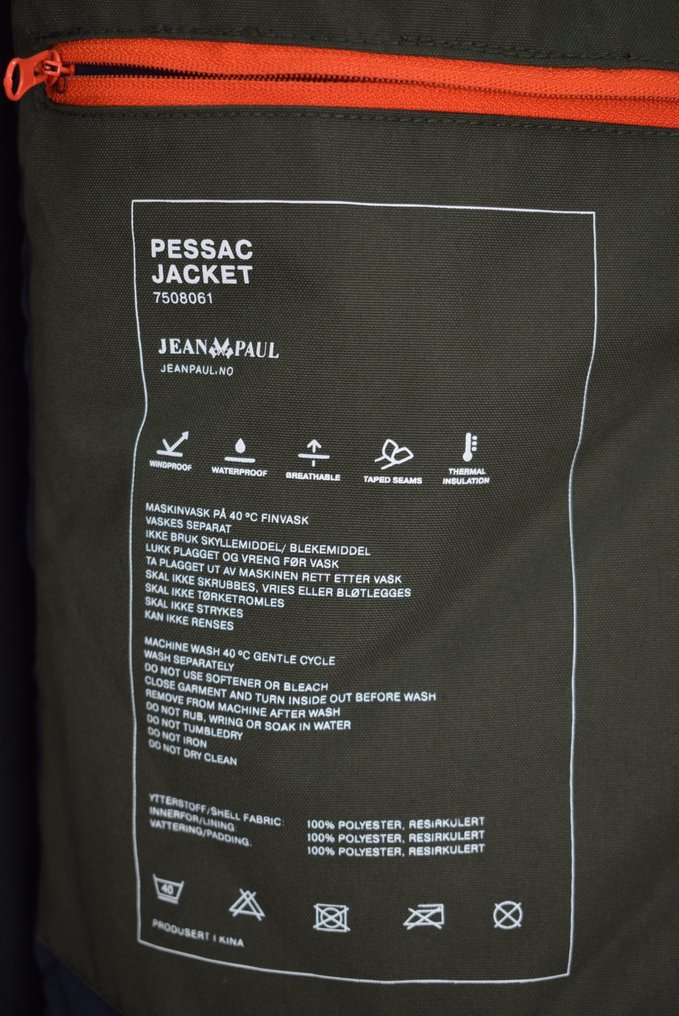 PESSAC
JACKET
7508061
JEAN PAUL
JEANPAUL.NO
WINDPROOF
WATERPROOF
BREATHABLE
TAPED SEAMS
THERMAL
INSULATION
MASKINVASK PÅ 40 ºC FINVASK
VASKES SEPARAT
IKKE BRUK SKYLLEMIDDEL/ BLEKEMIDDEL
LUKK PLAGGET OG VRENG FØR VASK
TA PLAGGET UT AV MASKINEN RETT ETTER VASK
SKAL IKKE SKRUBBES, VRIES ELLER BLØTLEGGES
SKAL IKKE TØRKETROMLES
SKAL IKKE STRYKES
KAN IKKE RENSES
MACHINE WASH 40 ºC GENTLE CYCLE
WASH SEPARATELY
DO NOT USE SOFTENER OR BLEACH
CLOSE GARMENT AND TURN INSIDE OUT BEFORE WASH
REMOVE FROM MACHINE AFTER WASH
DO NOT RUB, WRING OR SOAK IN WATER
DO NOT TUMBLEDRY
DO NOT IRON
DO NOT DRY CLEAN
YTTERSTOFF/SHELL FABRIC: 100% POLYESTER, RESIRKULERT
INNERFOR/LINING: 100% POLYESTER, RESIRKULERT
VATTERING/PADDING: 100% POLYESTER, RESIRKULERT
40
PRODUSERT I KINA